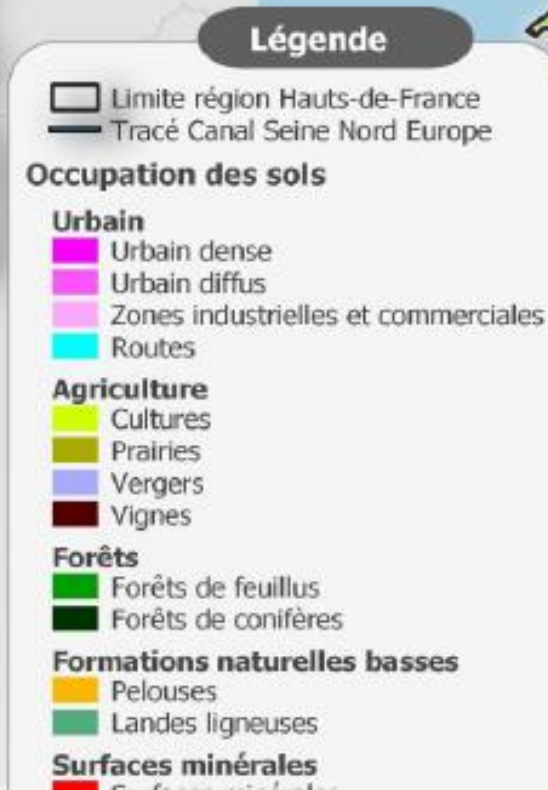 Légende
Limite région Hauts-de-France
Tracé Canal Seine Nord Europe
Occupation des sols
Urbain
Urbain dense
Urbain diffus
Zones industrielles et commerciales
Routes
Agriculture
Cultures
Prairies
Vergers
Vignes
Forêts
Forêts de feuillus
Forêts de conifères
Formations naturelles basses
Pelouses
Landes ligneuses
Surfaces minérales
Surfaces minérales